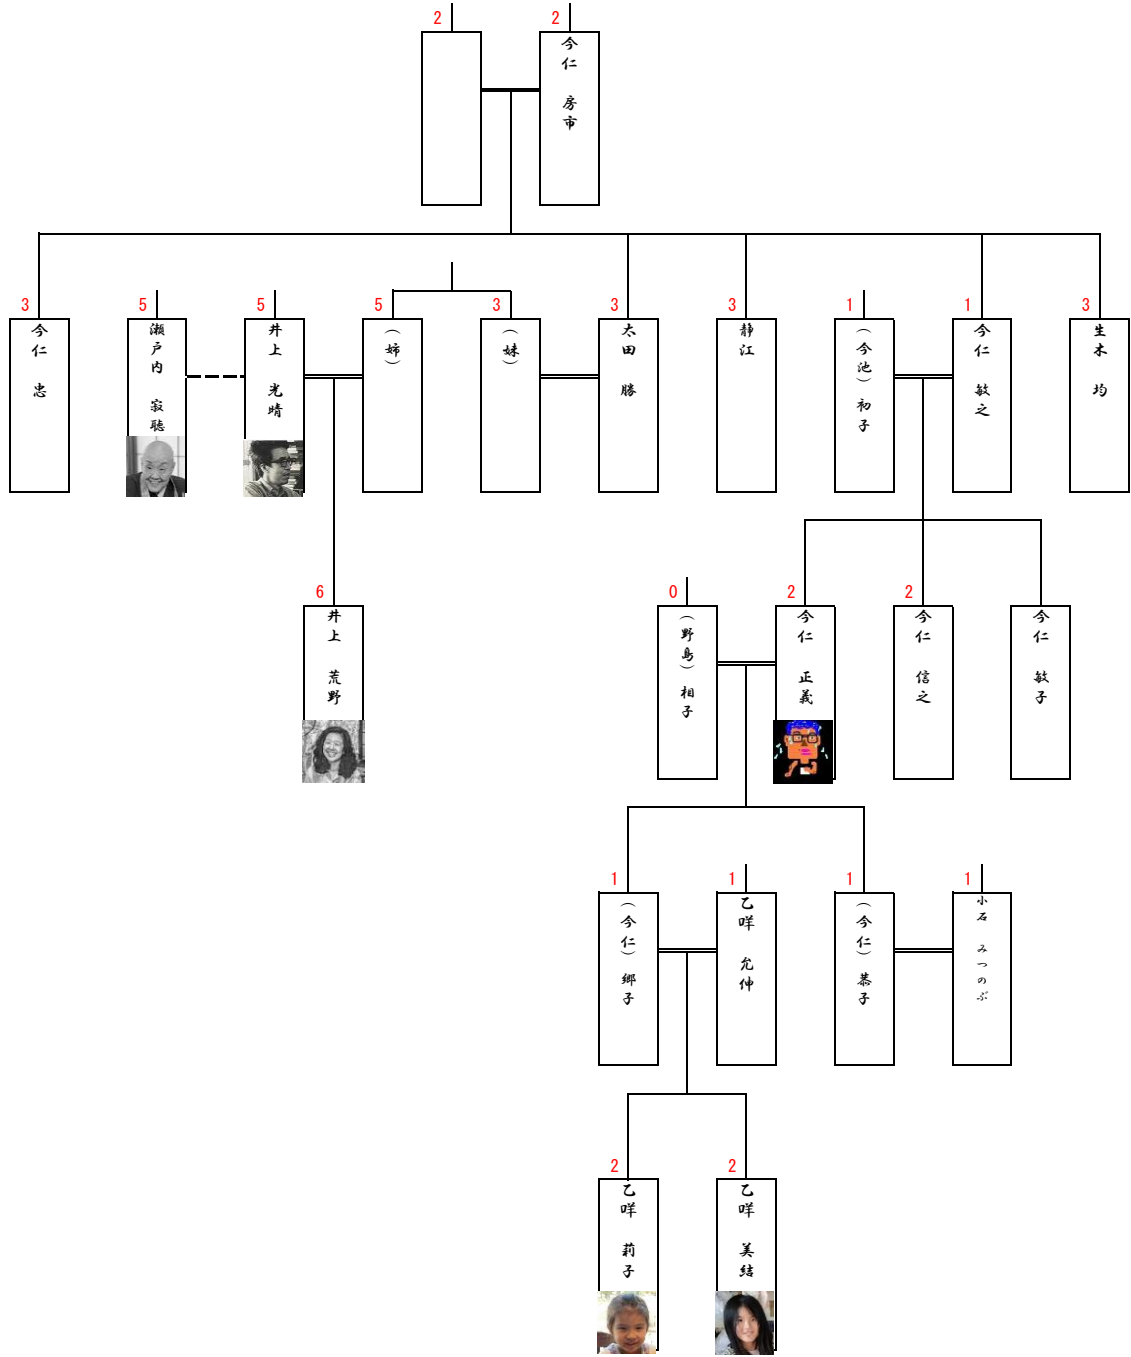 2
2
今仁 房市
3
5
5
5
3
3
3
1
1
3
今仁 忠
瀬戸内 寂聴
井上 光晴
(姉)
(妹)
太田 勝
静江
(今池)初子
今仁 敏之
生木 均
6
0
2
2
井上 荒野
(野島)相子
今仁 正義
今仁 信之
今仁 敏子
1
1
1
1
(今仁)郷子
乙咩 允伸
(今仁)恭子
小石 みつのぶ
2
2
乙咩 莉子
乙咩 美結